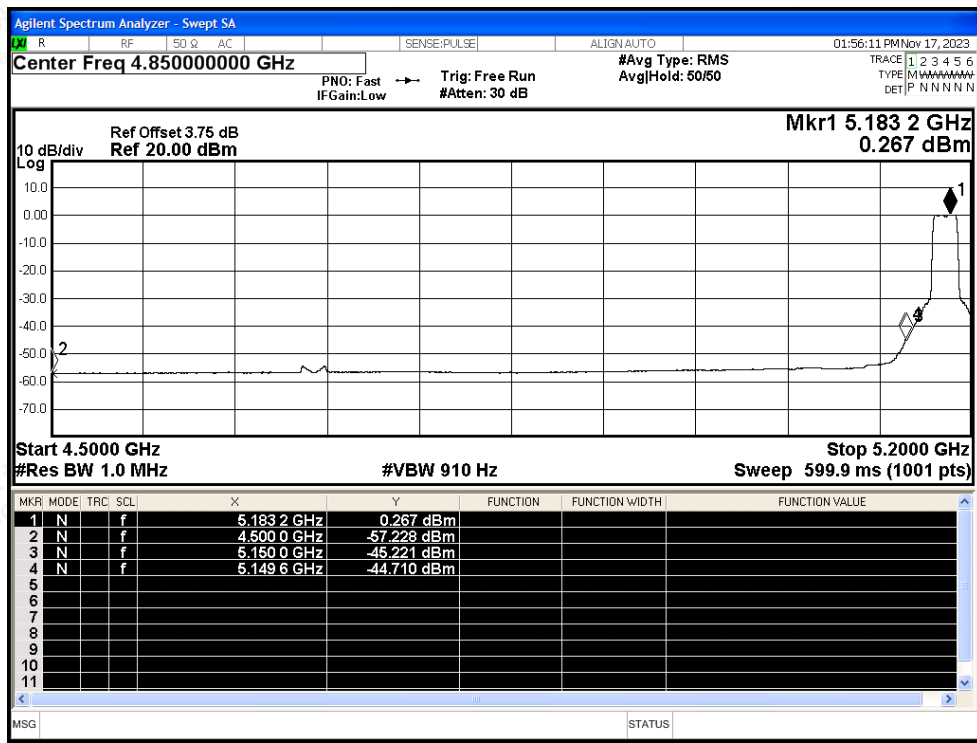 Agilent Spectrum Analyzer - Swept SA
LXI R RF 50 Ω AC SENSE:PULSE ALIGN AUTO 01:56:11 PM Nov 17, 2023
Center Freq 4.850000000 GHz #Avg Type: RMS TRACE 1 2 3 4 5 6
PNO: Fast Trig: Free Run Avg|Hold: 50/50 TYPE M
IFGain:Low #Atten: 30 dB DET P N N N N N
Mkr1 5.183 2 GHz
Ref Offset 3.75 dB 0.267 dBm
10 dB/div Ref 20.00 dBm
Log
10.0
1
0.00
-10.0
-20.0
-30.0
-40.0
4
-50.0
2
-60.0
-70.0
Start 4.5000 GHz Stop 5.2000 GHz
#Res BW 1.0 MHz #VBW 910 Hz Sweep 599.9 ms (1001 pts)
MKR MODE TRC SCL X Y FUNCTION FUNCTION WIDTH FUNCTION VALUE
1 N f 5.183 2 GHz 0.267 dBm
2 N f 4.500 0 GHz -57.228 dBm
3 N f 5.150 0 GHz -45.221 dBm
4 N f 5.149 6 GHz -44.710 dBm
5
6
7
8
9
10
11
MSG STATUS